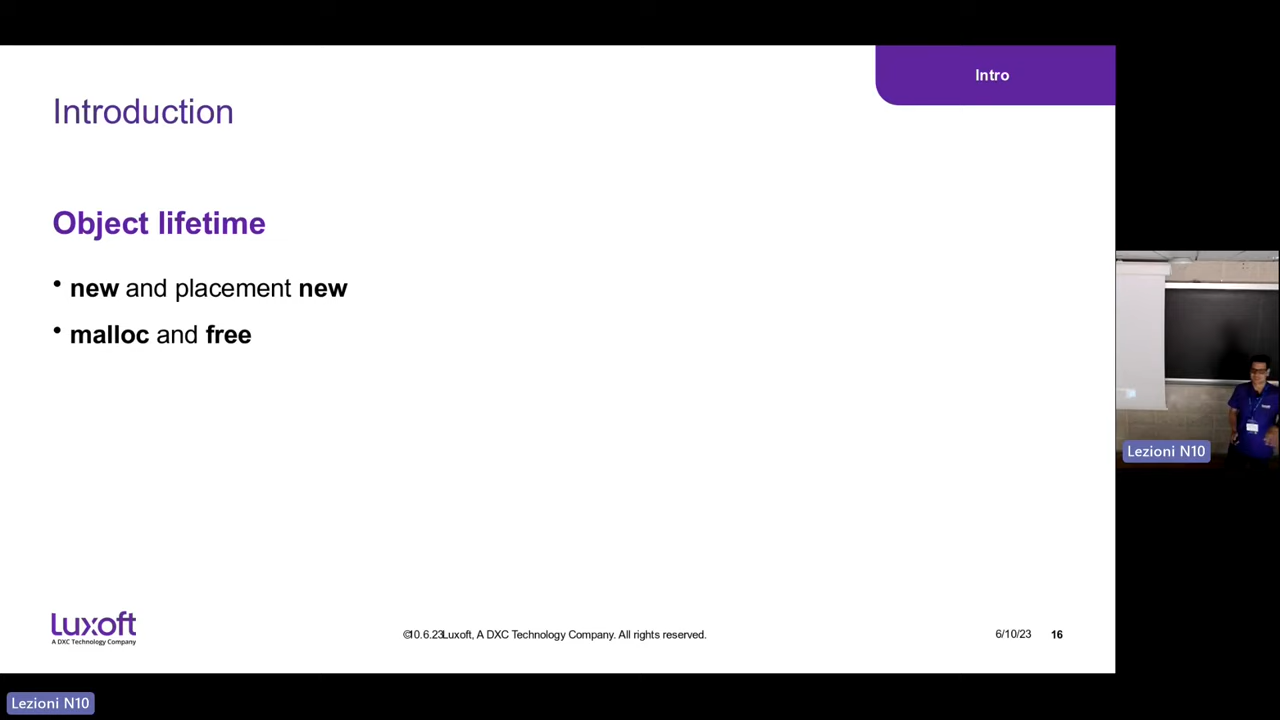 Intro
Introduction
Object lifetime
• new and placement new
• malloc and free
Luxoft
A DXC Technology Company
©10.6.23Luxoft, A DXC Technology Company. All rights reserved.
6/10/23 16
Lezioni N10
Lezioni N10